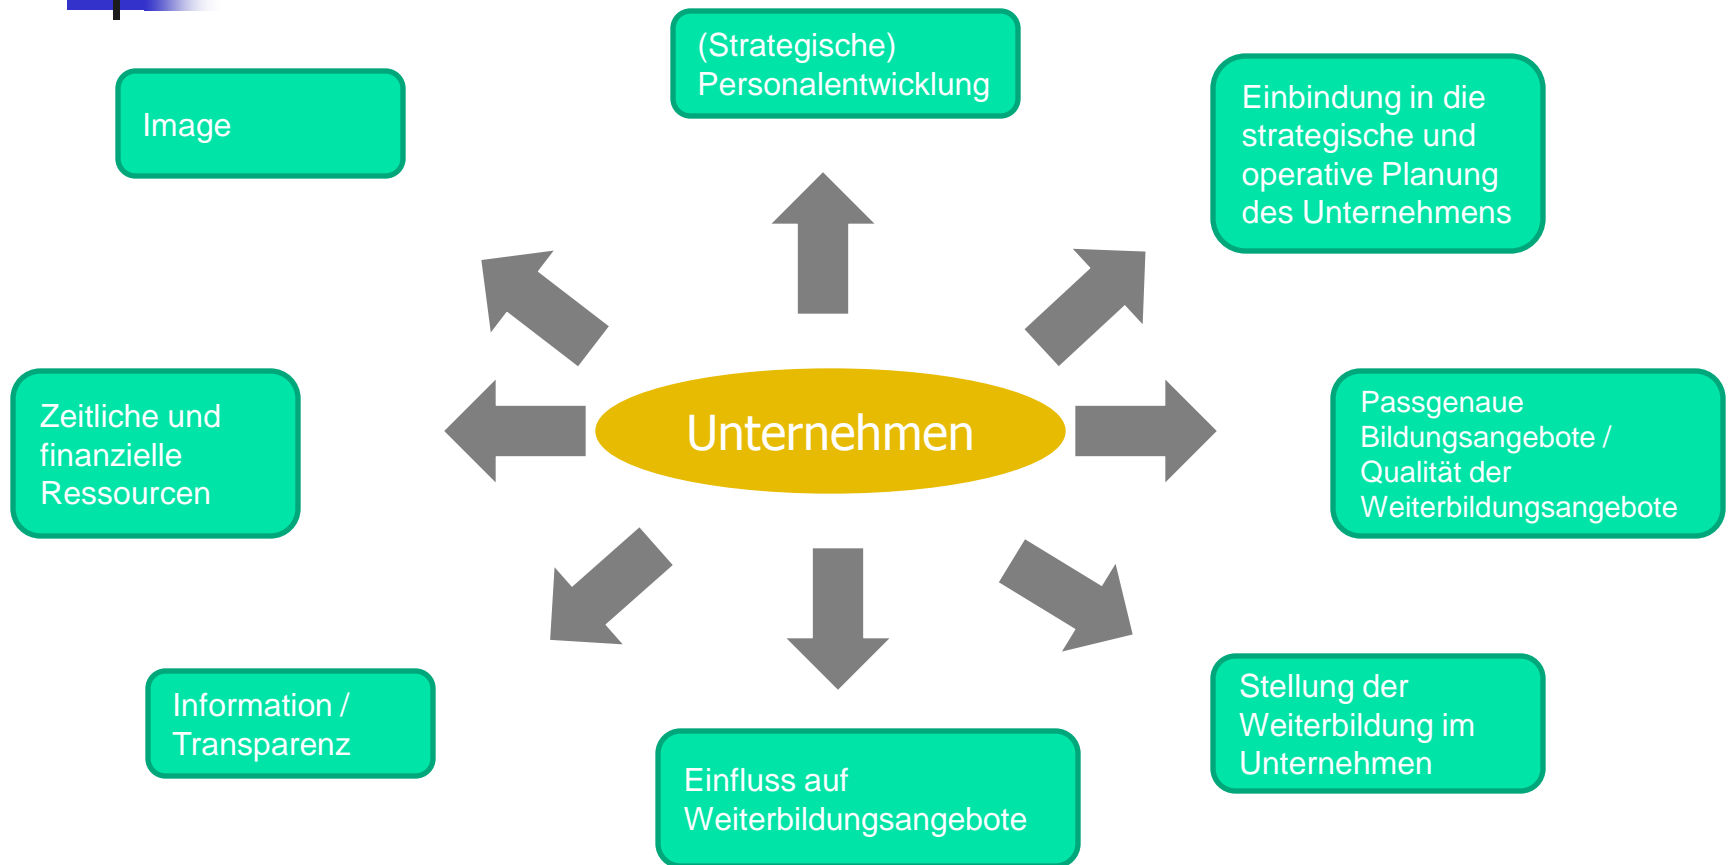 (Strategische)
Personalentwicklung
Image
Einbindung in die
strategische und
operative Planung
des Unternehmens
Zeitliche und
finanzielle
Ressourcen
Unternehmen
Passgenaue
Bildungsangebote /
Qualität der
Weiterbildungsangebote
Information /
Transparenz
Einfluss auf
Weiterbildungsangebote
Stellung der
Weiterbildung im
Unternehmen